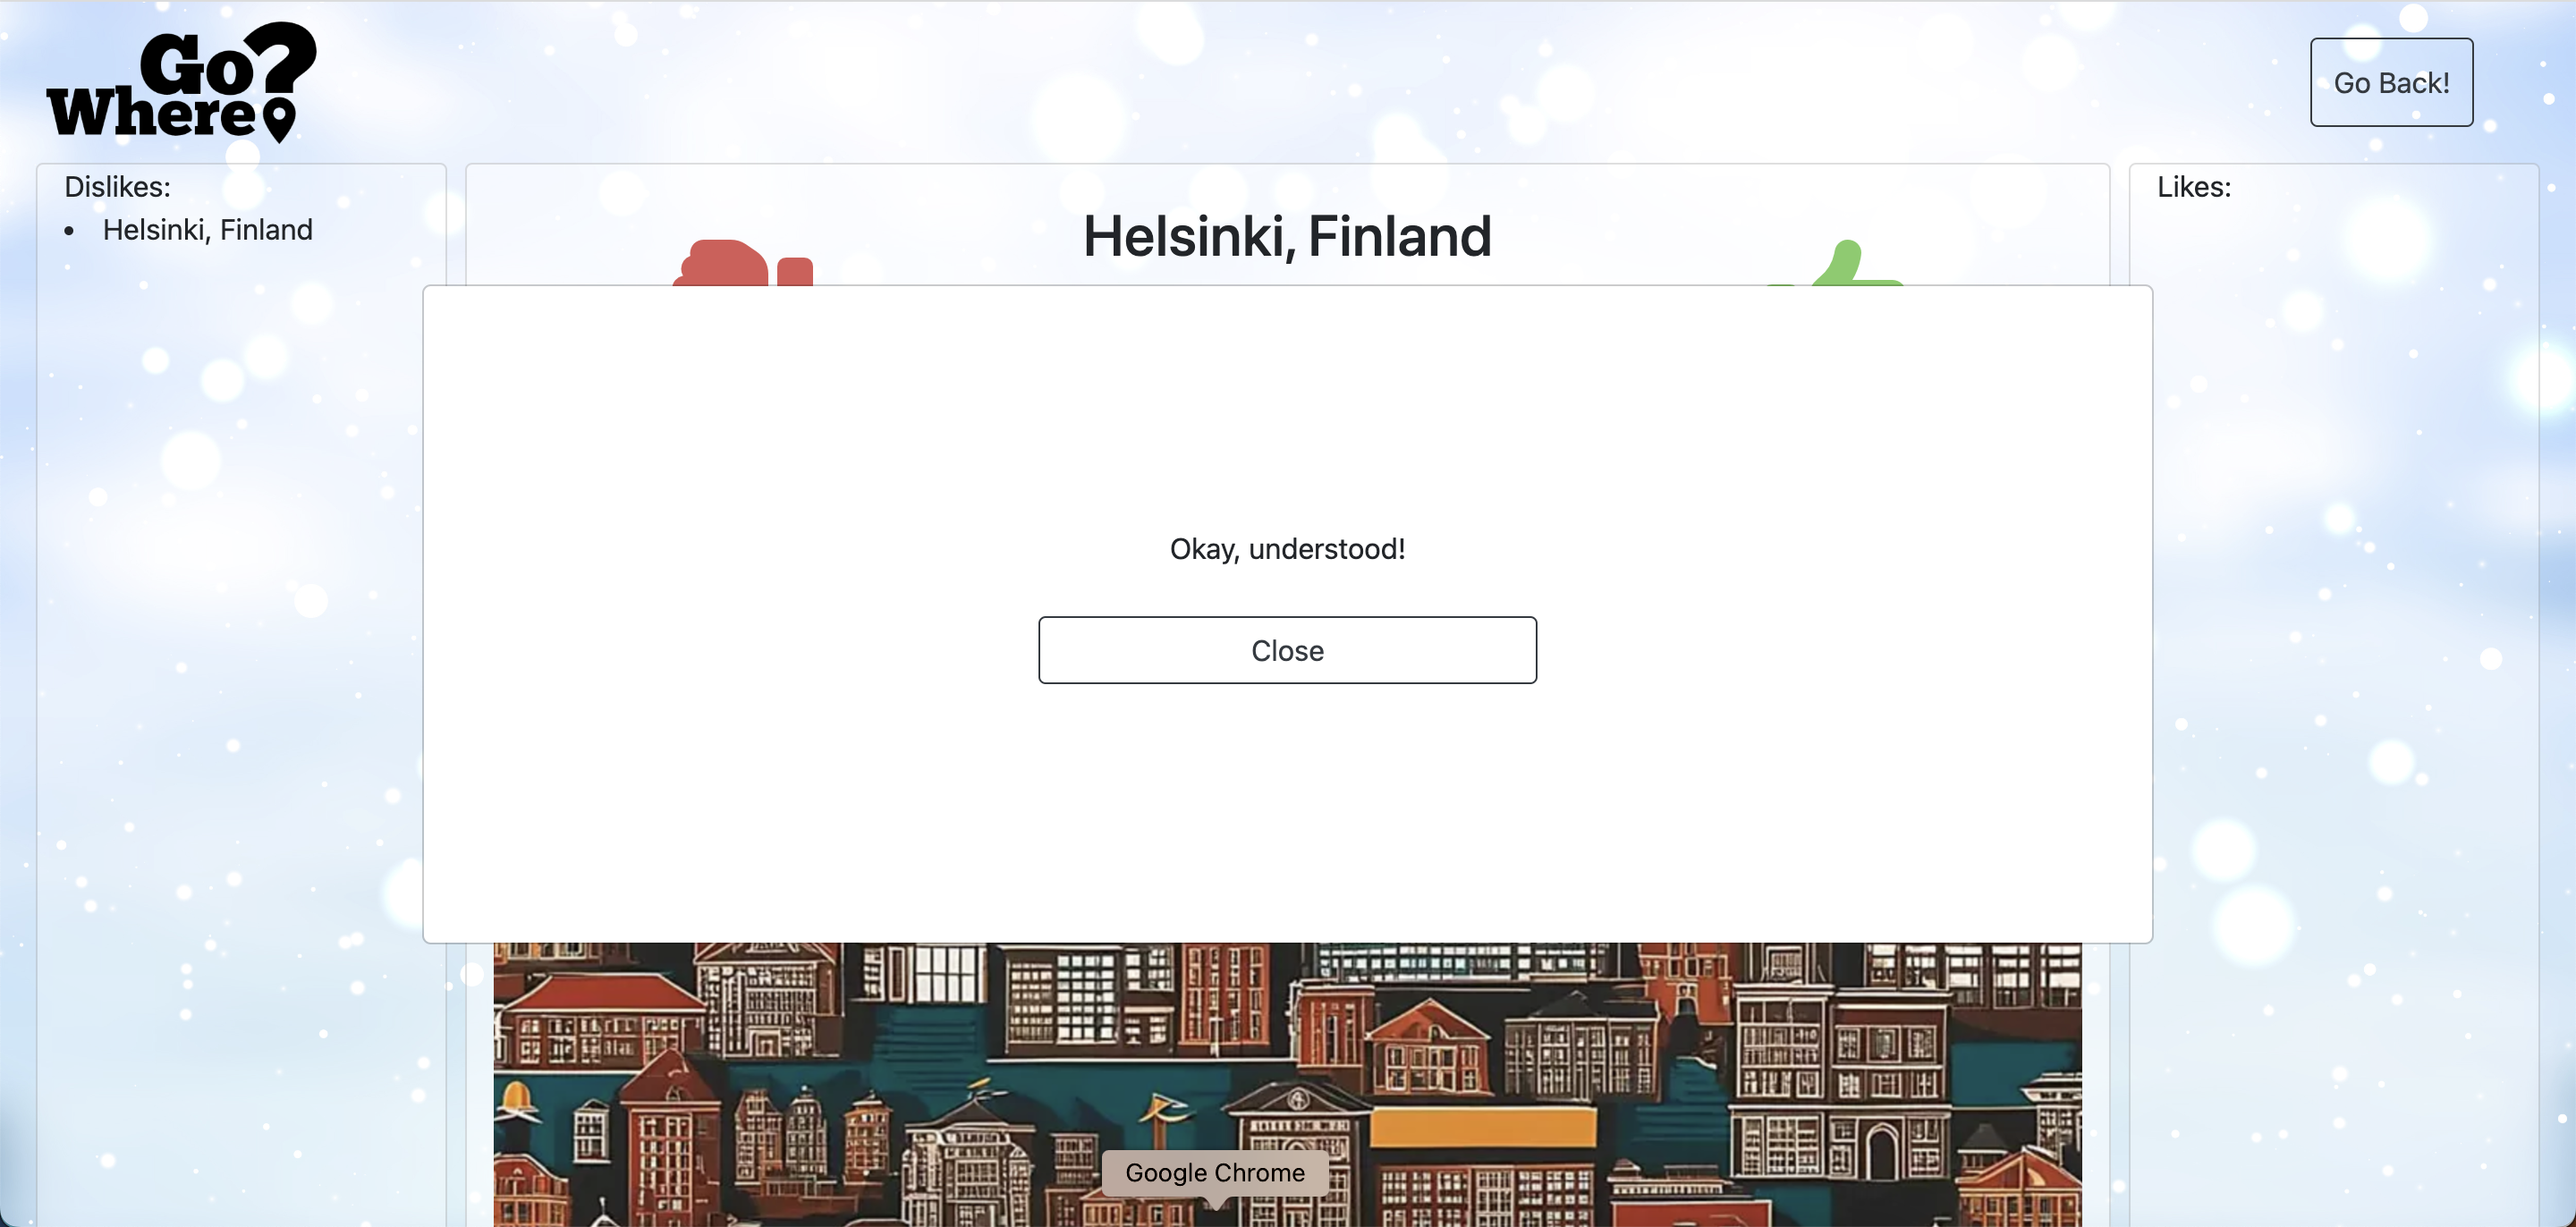 Go?
Where
Go Back!
Dislikes:
• Helsinki, Finland
Helsinki, Finland
Likes:
Okay, understood!
Close
Google Chrome